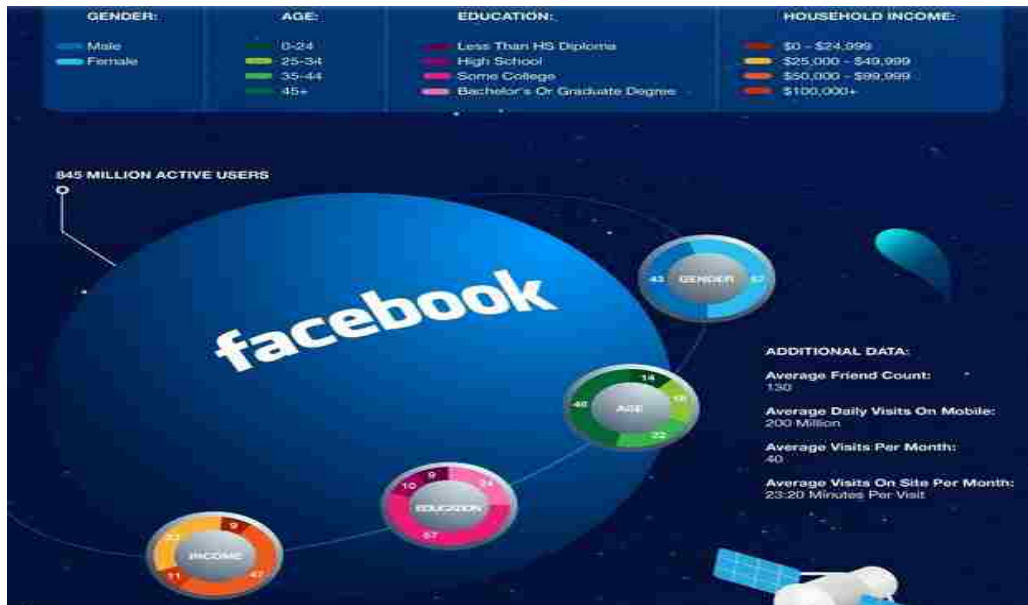 GENDER:
Male
Female
AGE:
0-24
25-34
35-44
45+
EDUCATION:
Less Than HS Diploma
High School
Some College
Bachelor's Or Graduate Degree
HOUSEHOLD INCOME:
$0 - $24,999
$25,000 - $49,999
$50,000 - $99,999
$100,000+
845 MILLION ACTIVE USERS
facebook
43 GENDER 57
14
46 AGE
22
9
10 24
EDUCATION
57
9
33
INCOME
11 47
ADDITIONAL DATA:
Average Friend Count:
130
Average Daily Visits On Mobile:
200 Million
Average Visits Per Month:
40
Average Visits On Site Per Month:
23:20 Minutes Per Visit